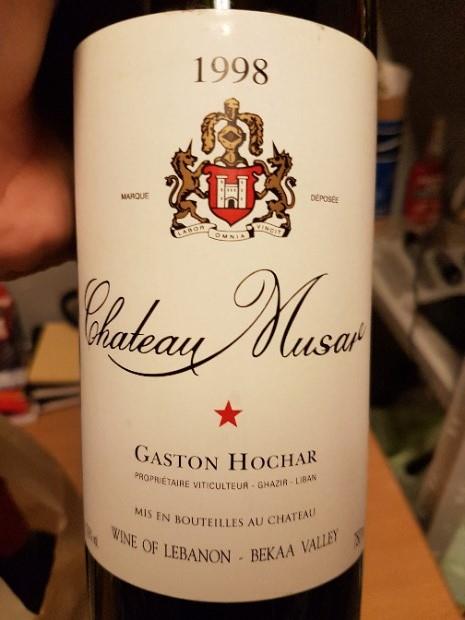 1998
MARQUE DÉPOSÉE
LABOR OMNIA VINCIT
Chateau Musar
GASTON HOCHAR
PROPRIÉTAIRE VITICULTEUR - GHAZIR - LIBAN
MIS EN BOUTEILLES AU CHATEAU
WINE OF LEBANON - BEKAA VALLEY